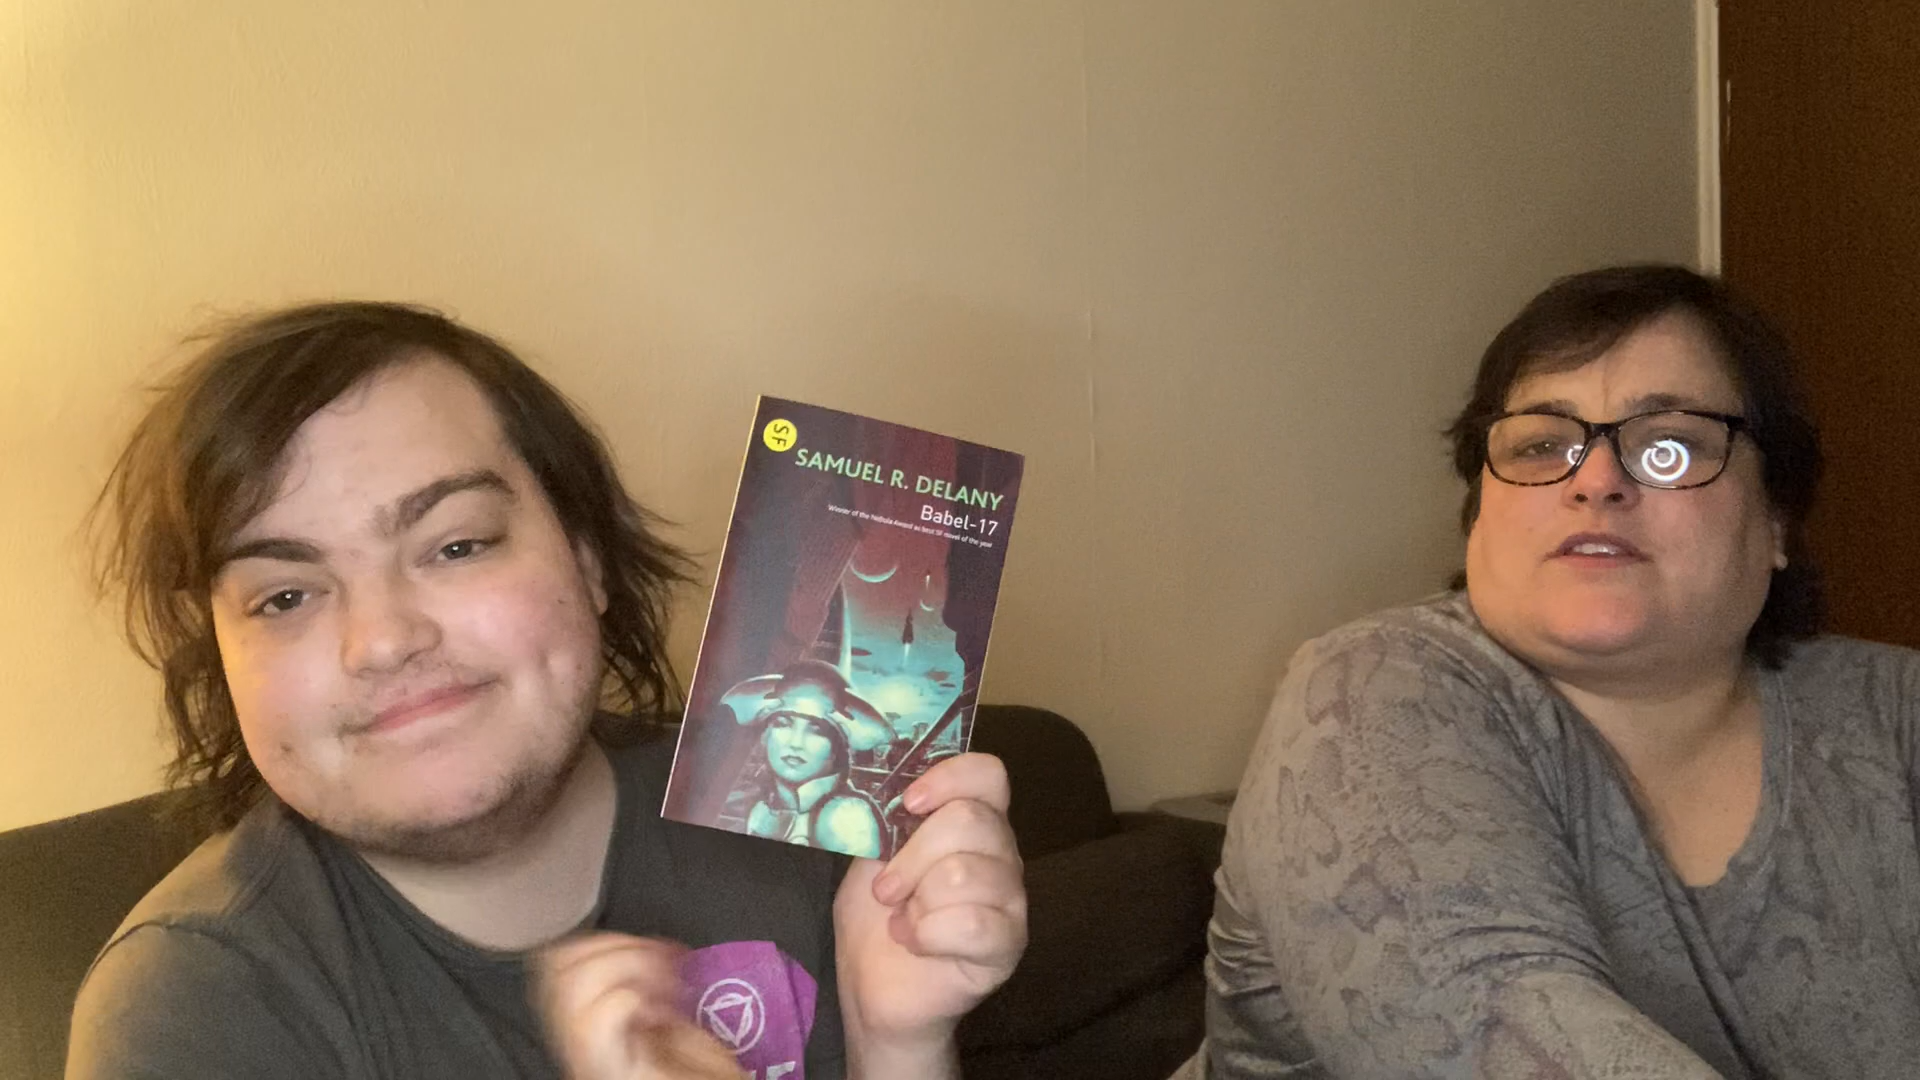 SF
SAMUEL R. DELANY
Babel-17
Winner of the Nebula Award as best SF novel of the year